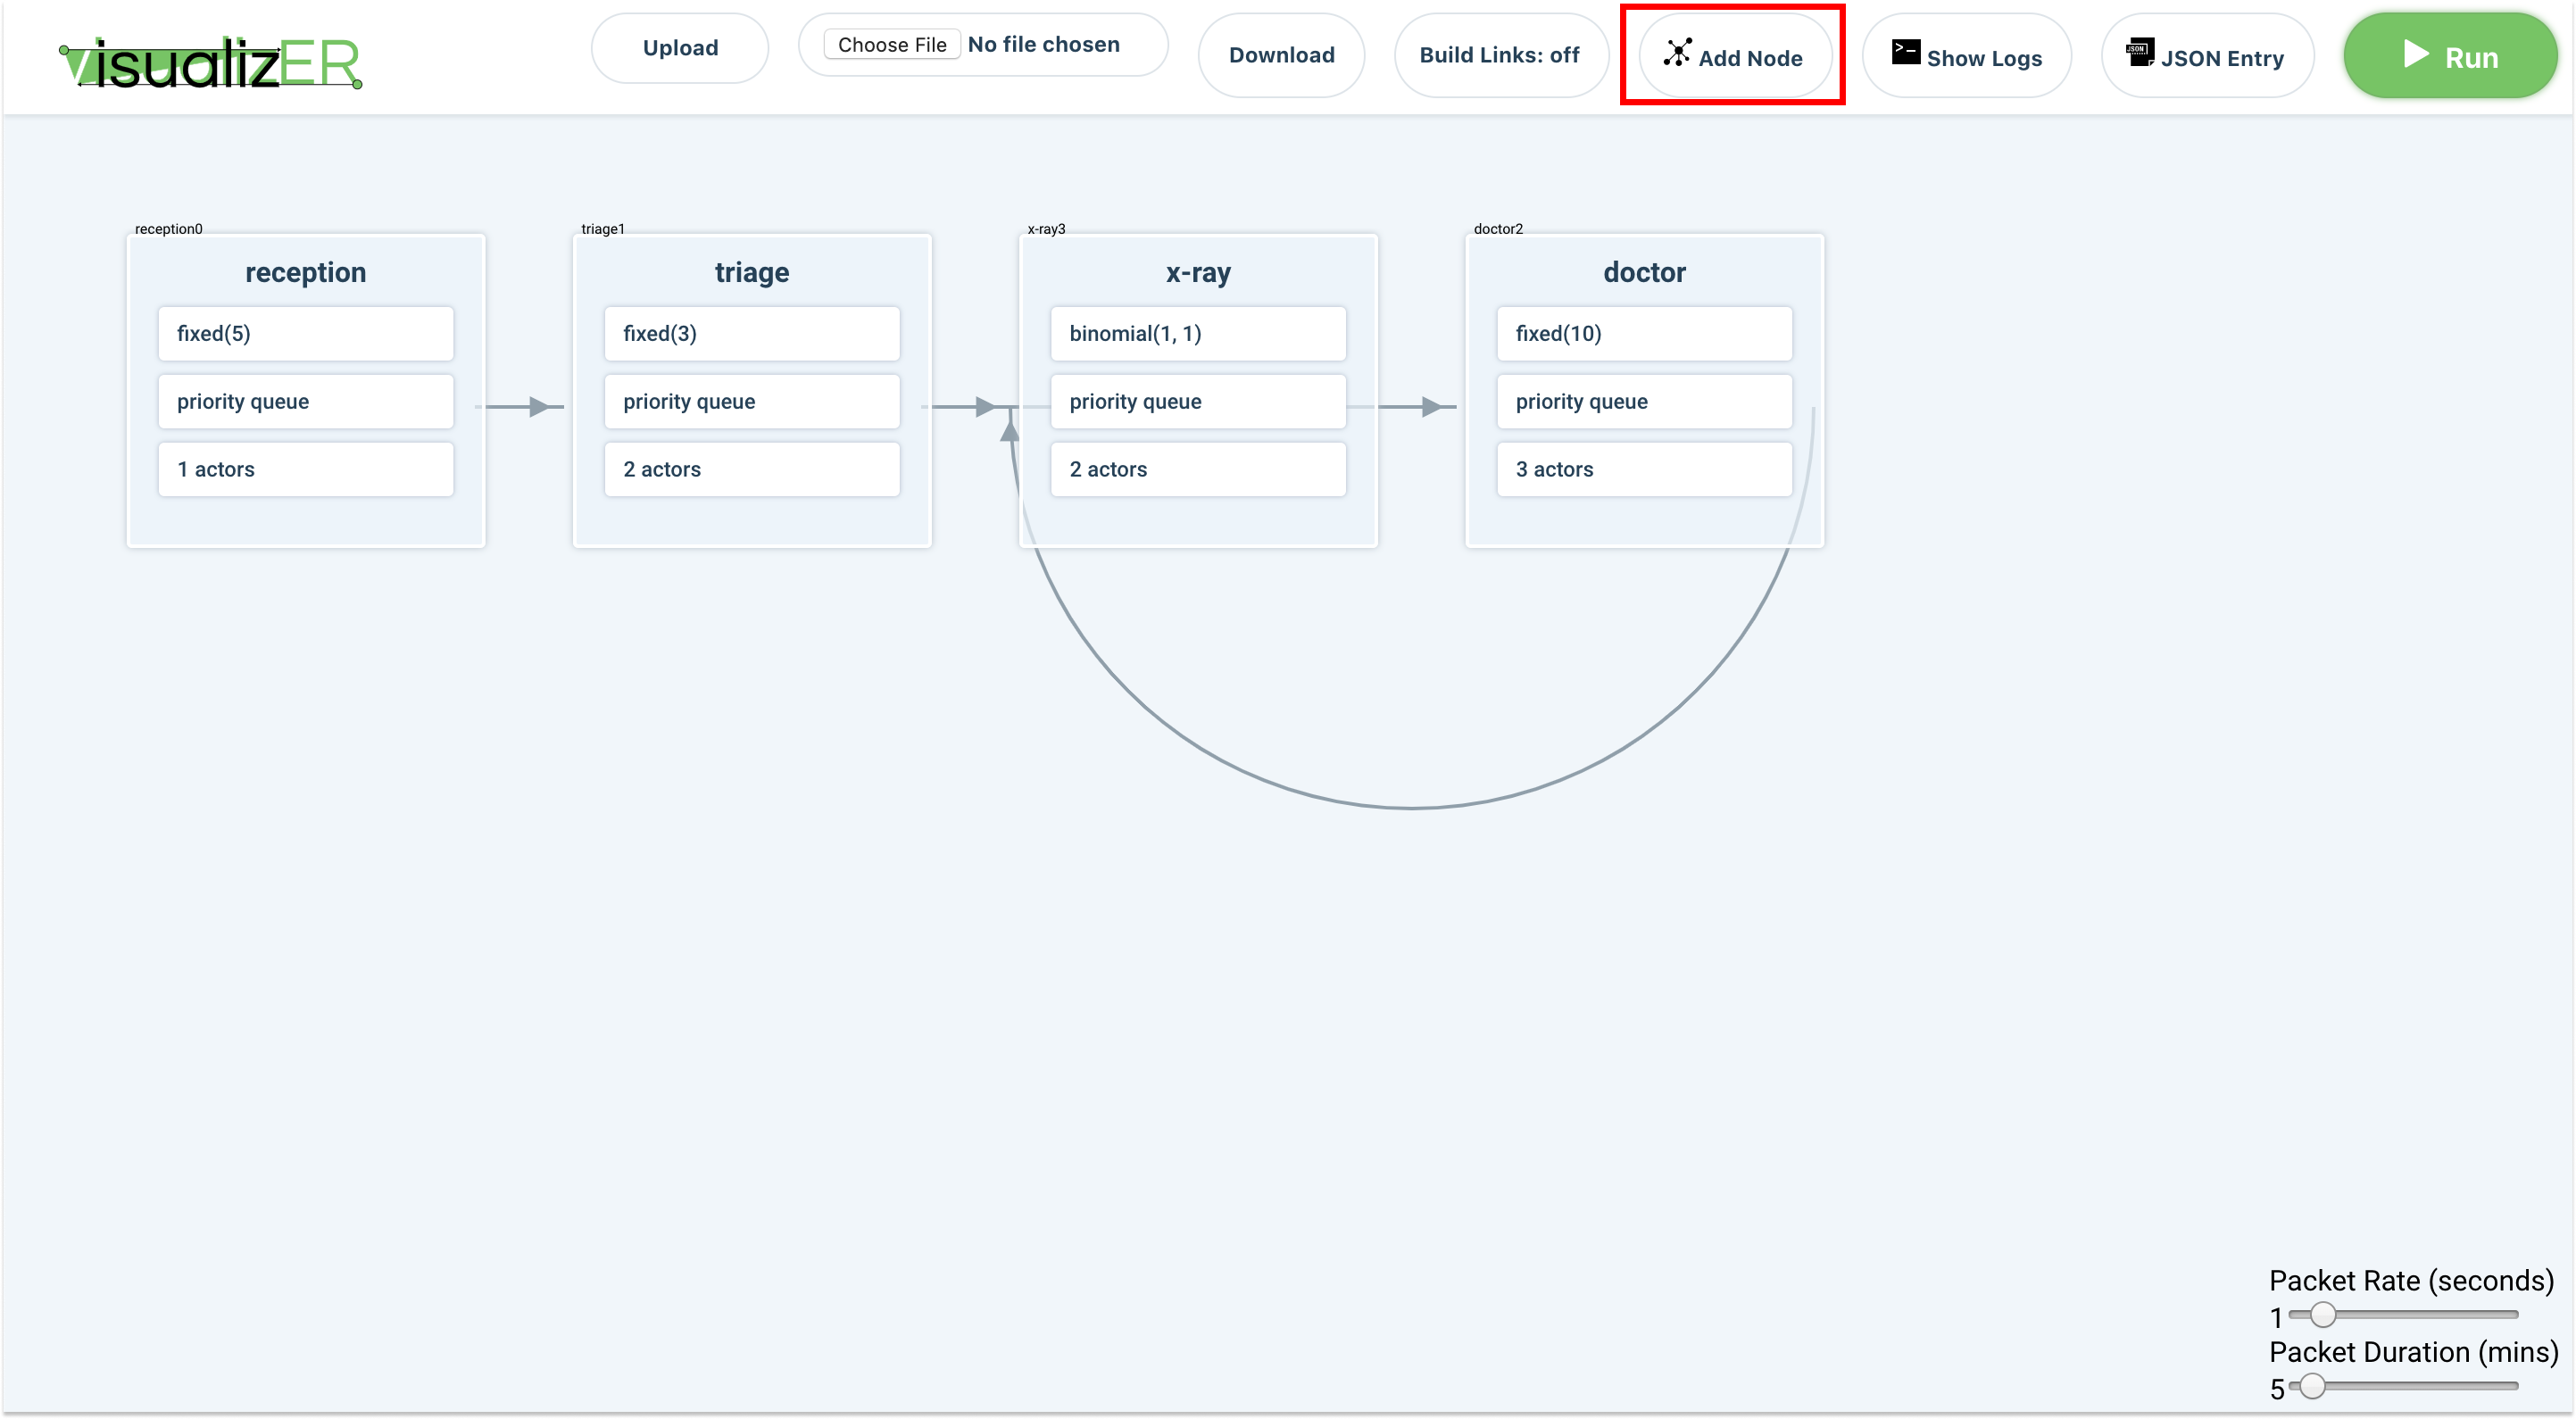 visualizER
Upload
Choose File No file chosen
Download
Build Links: off
Add Node
>_ Show Logs
JSON JSON Entry
Run
reception0
reception
fixed(5)
priority queue
1 actors
triage1
triage
fixed(3)
priority queue
2 actors
x-ray3
x-ray
binomial(1, 1)
priority queue
2 actors
doctor2
doctor
fixed(10)
priority queue
3 actors
Packet Rate (seconds)
1
Packet Duration (mins)
5